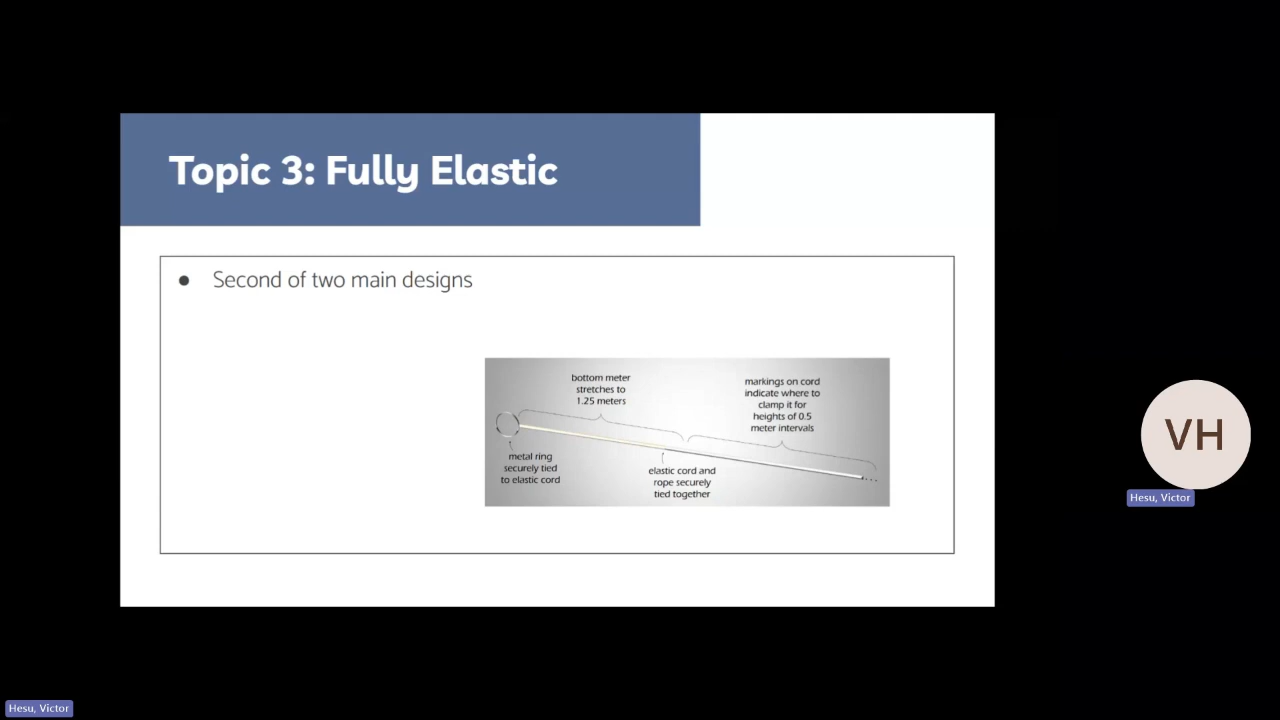 Topic 3: Fully Elastic
● Second of two main designs
bottom meter
stretches to
1.25 meters
markings on cord
indicate where to
clamp it for
heights of 0.5
meter intervals
metal ring
securely tied
to elastic cord
elastic cord and
rope securely
tied together
VH
Hesu, Victor
Hesu, Victor